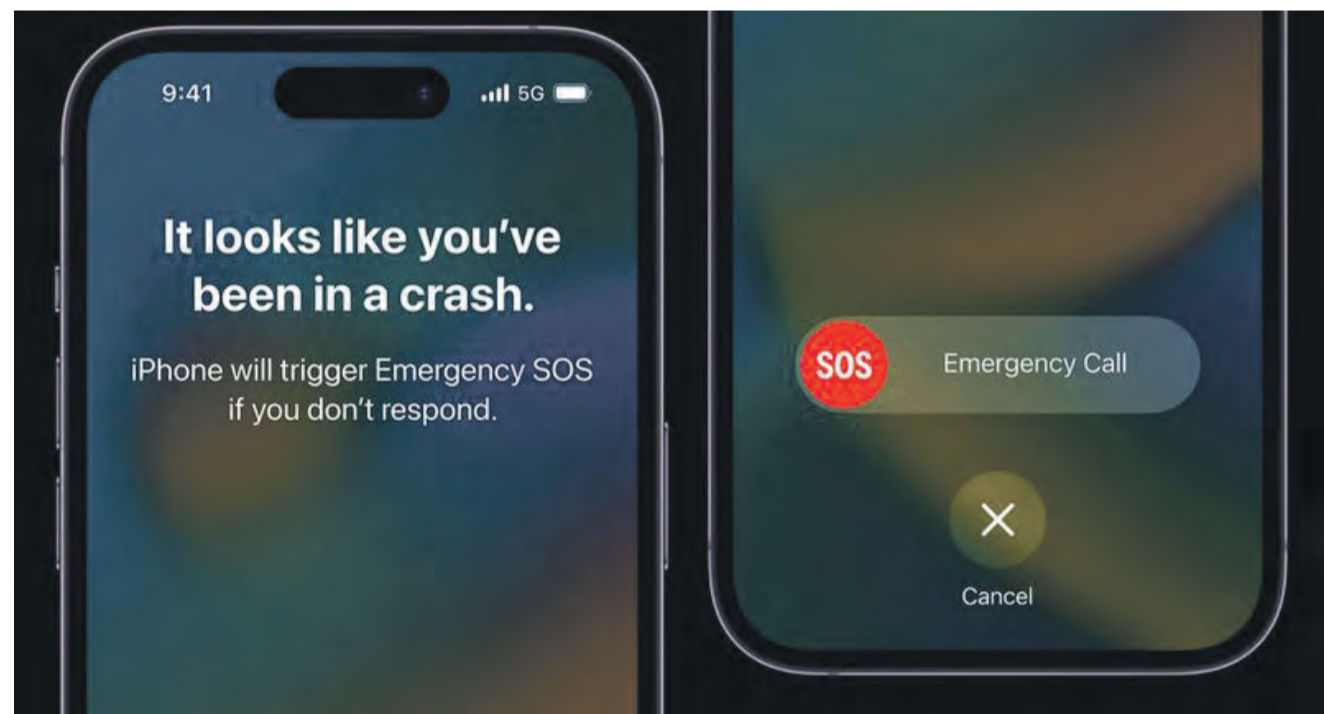 9:41
5G
It looks like you’ve
been in a crash.
iPhone will trigger Emergency SOS
if you don’t respond.
SOS Emergency Call
Cancel